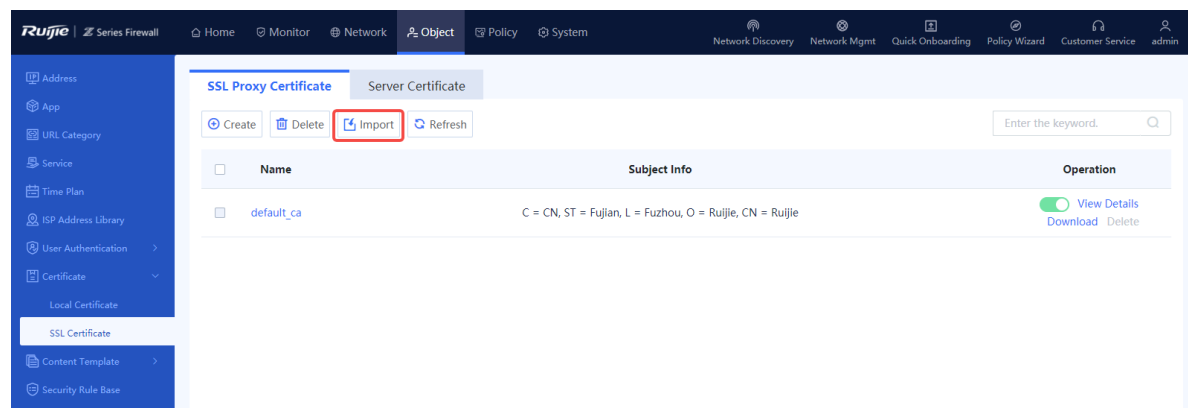 Ruijie | Z Series Firewall
Home Monitor Network Object Policy System
Network Discovery Network Mgmt Quick Onboarding Policy Wizard Customer Service admin
Address
App
URL Category
Service
Time Plan
ISP Address Library
User Authentication
Certificate
Local Certificate
SSL Certificate
Content Template
Security Rule Base
SSL Proxy Certificate Server Certificate
Create Delete Import Refresh
Enter the keyword.
Name Subject Info Operation
default_ca C = CN, ST = Fujian, L = Fuzhou, O = Ruijie, CN = Ruijie View Details
Download Delete